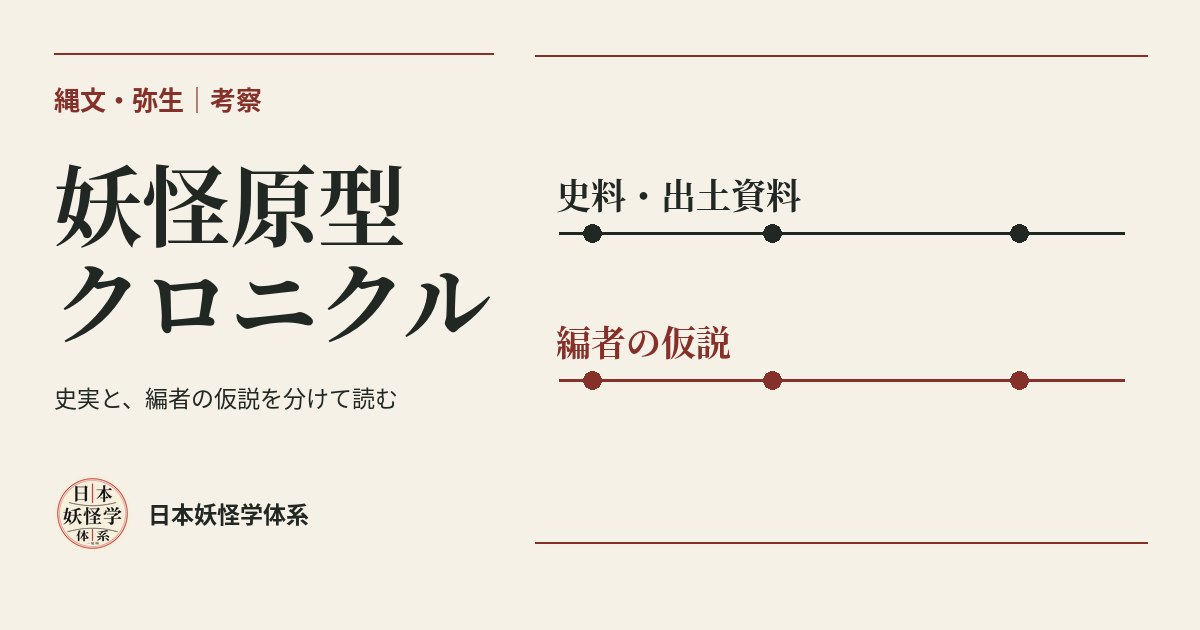 縄文・弥生｜考察
妖怪原型
クロニクル
史実と、編者の仮説を分けて読む
日本
妖怪学
体系
日本妖怪学体系
史料・出土資料
編者の仮説